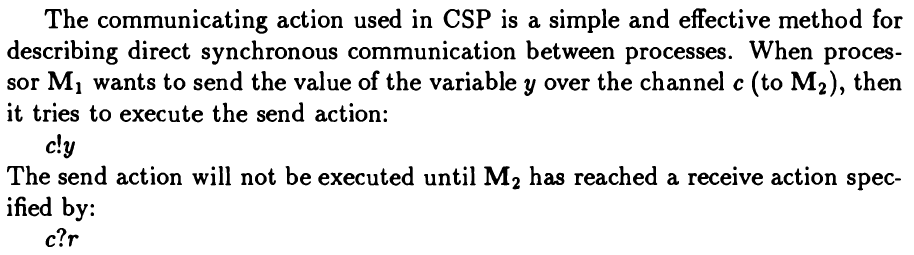 The communicating action used in CSP is a simple and effective method for
describing direct synchronous communication between processes. When proces-
sor M₁ wants to send the value of the variable y over the channel c (to M₂), then
it tries to execute the send action:
c!y
The send action will not be executed until M₂ has reached a receive action spec-
ified by:
c?r